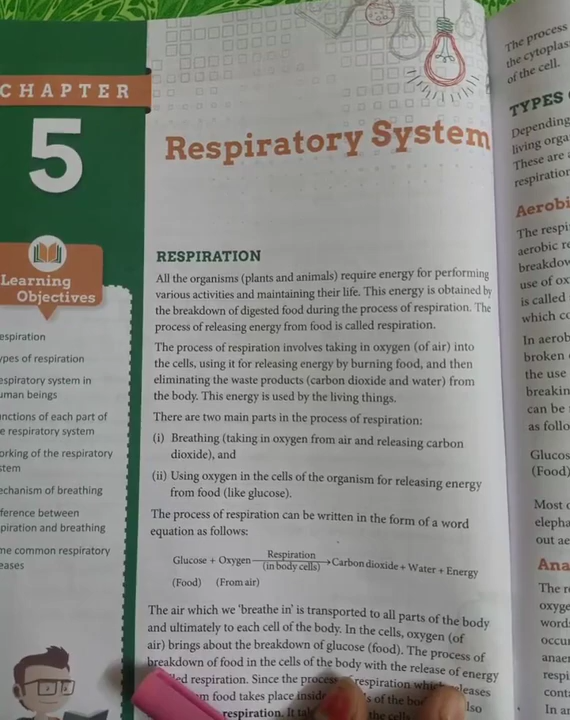 CHAPTER
5
Respiratory System
Learning
Objectives
espiration
ypes of respiration
espiratory system in
uman beings
nctions of each part of
e respiratory system
orking of the respiratory
stem
echanism of breathing
ference between
piration and breathing
me common respiratory
eases
RESPIRATION
All the organisms (plants and animals) require energy for performing
various activities and maintaining their life. This energy is obtained by
the breakdown of digested food during the process of respiration. The
process of releasing energy from food is called respiration.
The process of respiration involves taking in oxygen (of air) into
the cells, using it for releasing energy by burning food, and then
eliminating the waste products (carbon dioxide and water) from
the body. This energy is used by the living things.
There are two main parts in the process of respiration:
(i) Breathing (taking in oxygen from air and releasing carbon
dioxide), and
(ii) Using oxygen in the cells of the organism for releasing energy
from food (like glucose).
The process of respiration can be written in the form of a word
equation as follows:
Glucose + Oxygen Respiration (in body cells) → Carbon dioxide + Water + Energy
(Food) (From air)
The air which we 'breathe in' is transported to all parts of the body
and ultimately to each cell of the body. In the cells, oxygen (of
air) brings about the breakdown of glucose (food). The process of
breakdown of food in the cells of the body with the release of energy
led respiration. Since the process respiration which leases
food takes place inside s of the also
respiration. It the cells
The process
the cytoplas
of the cell.
TYPES
Depending
living orga
These are
respiration
Aerobi
The respi
aerobic re
breakdow
use of ox
is called
which co
In aerob
broken
the use
breakin
can be
as follo
Glucos
(Food)
Most
elepha
out ae
Ana
The r
oxyge
word
occur
anaer
respi
cont
In a